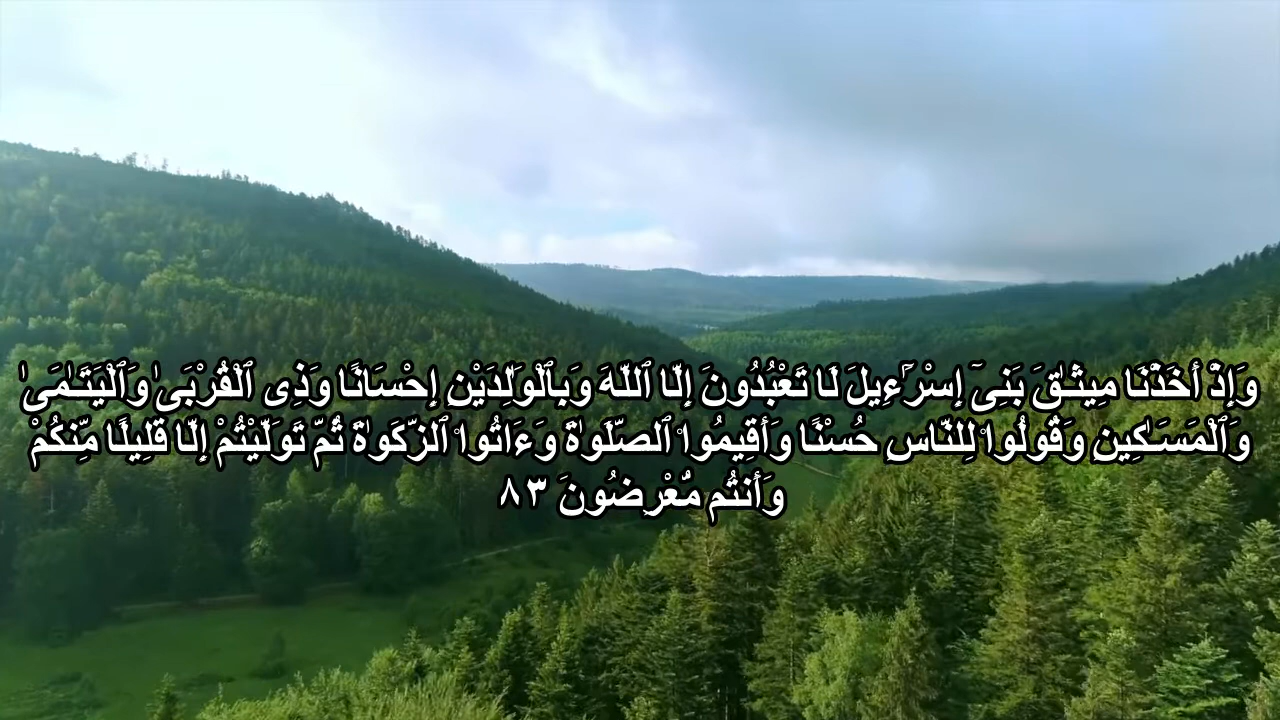 وَإِذْ أَخَذْنَا مِيثَـٰقَ بَنِىٓ إِسْرَٰٓءِيلَ لَا تَعْبُدُونَ إِلَّا ٱللَّهَ وَبِٱلْوَٰلِدَيْنِ إِحْسَانًا وَذِى ٱلْقُرْبَىٰ وَٱلْيَتَـٰمَىٰ
وَٱلْمَسَـٰكِينِ وَقُولُوا۟ لِلنَّاسِ حُسْنًا وَأَقِيمُوا۟ ٱلصَّلَوٰةَ وَءَاتُوا۟ ٱلزَّكَوٰةَ ثُمَّ تَوَلَّيْتُمْ إِلَّا قَلِيلًا مِّنكُمْ
وَأَنتُم مُّعْرِضُونَ ٨٣